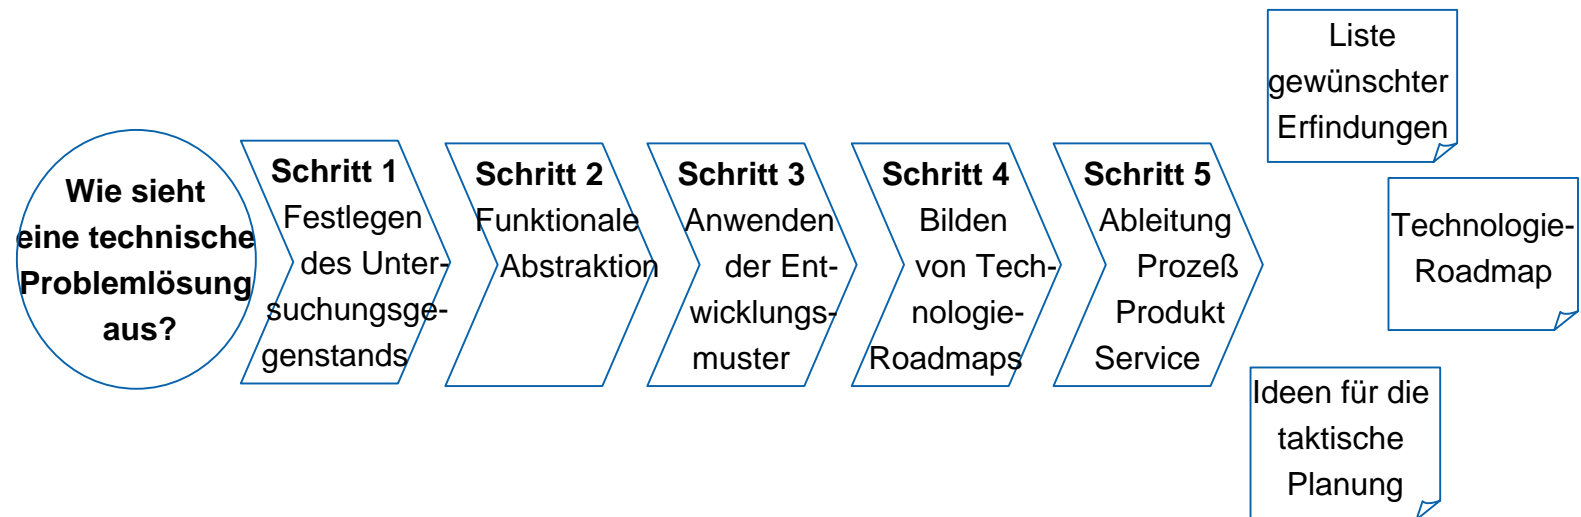 Wie sieht
eine technische
Problemlösung
aus?
Schritt 1
Festlegen
des Unter-
suchungsge-
genstands
Schritt 2
Funktionale
Abstraktion
Schritt 3
Anwenden
der Ent-
wicklungs-
muster
Schritt 4
Bilden
von Tech-
nologie-
Roadmaps
Schritt 5
Ableitung
Prozeß
Produkt
Service
Liste
gewünschter
Erfindungen
Technologie-
Roadmap
Ideen für die
taktische
Planung